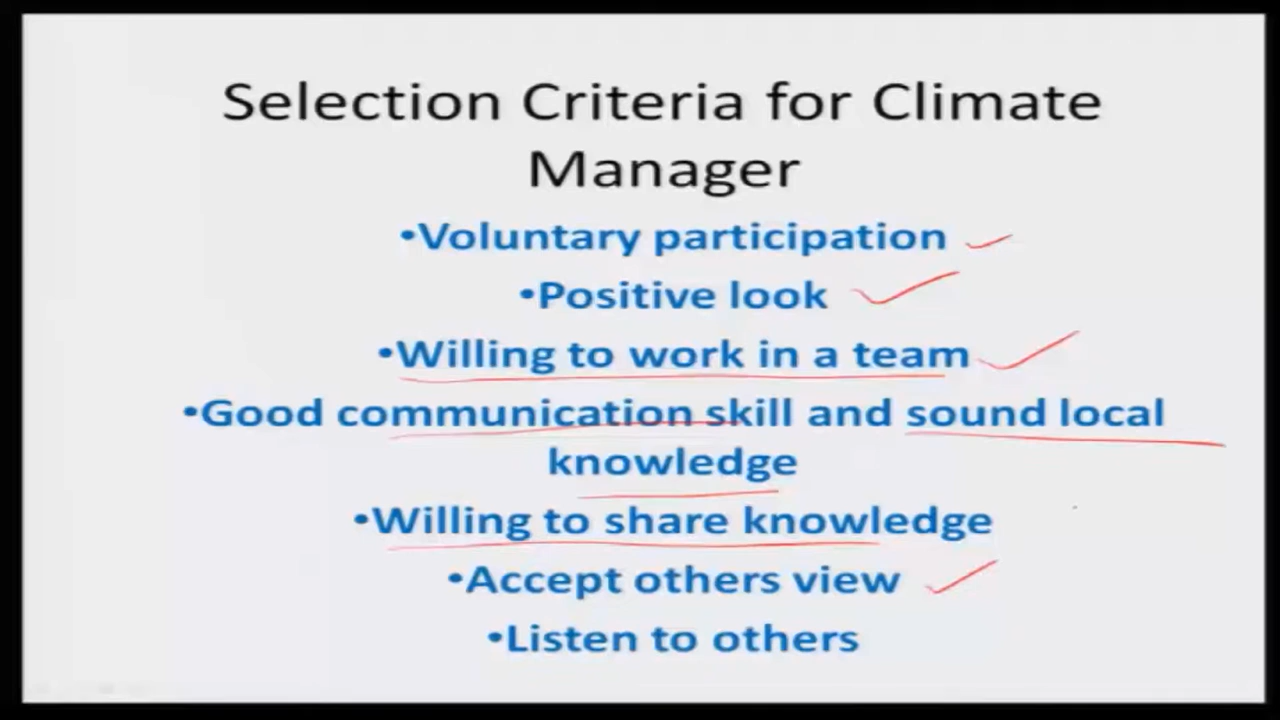 Selection Criteria for Climate
Manager
•Voluntary participation
•Positive look
•Willing to work in a team
•Good communication skill and sound local
knowledge
•Willing to share knowledge
•Accept others view
•Listen to others